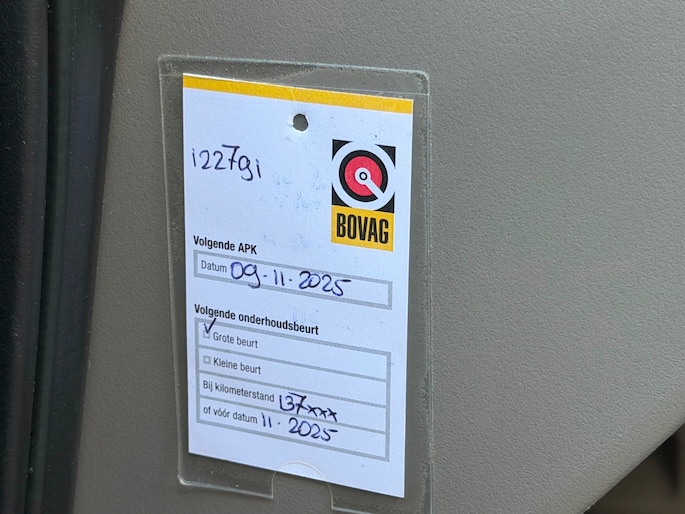 i227gi
BOVAG
Volgende APK
Datum 09-11-2025
Volgende onderhoudsbeurt
Grote beurt
Kleine beurt
Bij kilometerstand 137xxx
of vóór datum 11-2025